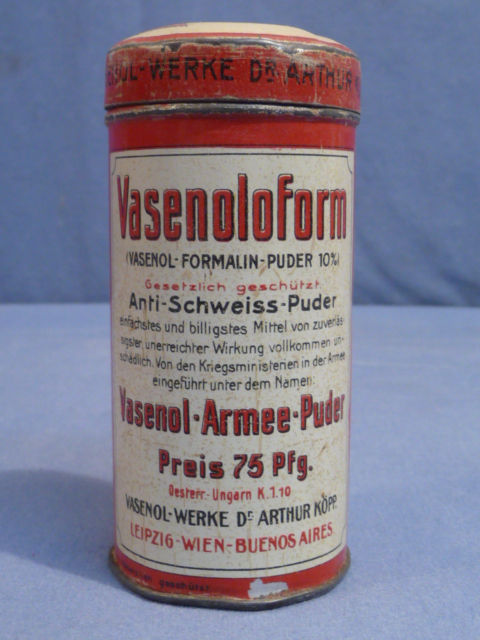 WERKE DR ARTHUR
Vasenoloform
(VASENOL-FORMALIN-PUDER 10%)
Gesetzlich geschützt.
Anti-Schweiss-Puder
einfachstes und billigstes Mittel von zuverläs-
sigster, unerreichter Wirkung vollkommen un-
schädlich. Von den Kriegsministerien in der Armee
eingeführt unter dem Namen:
Vasenol-Armee-Puder
Preis 75 Pfg.
Oesterr.-Ungarn K.1.10
VASENOL-WERKE DR ARTHUR KÖPP.
LEIPZIG-WIEN-BUENOS AIRES.